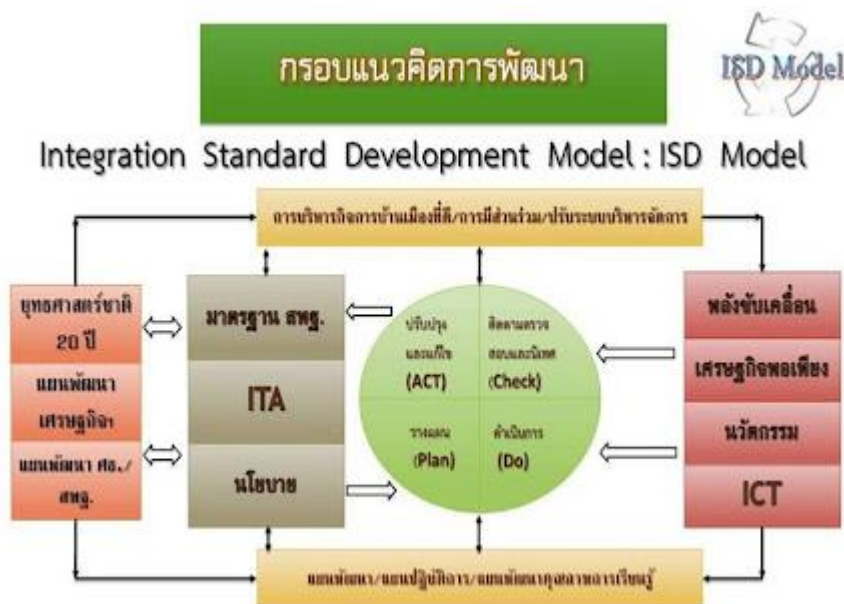 กรอบแนวคิดการพัฒนา
ISD Model
Integration Standard Development Model : ISD Model
การบริหารกิจการบ้านเมืองที่ดี/การมีส่วนร่วม/ปรับระบบบริหารจัดการ
ยุทธศาสตร์ชาติ
20 ปี
แผนพัฒนา
เศรษฐกิจฯ
แผนพัฒนา ศธ./
สพฐ.
มาตรฐาน สพฐ.
ITA
นโยบาย
ปรับปรุง
และแก้ไข
(ACT)
ติดตามตรวจ
สอบและนิเทศ
(Check)
วางแผน
(Plan)
ดำเนินการ
(Do)
พลังขับเคลื่อน
เศรษฐกิจพอเพียง
นวัตกรรม
ICT
แผนพัฒนา/แผนปฏิบัติการ/แผนพัฒนาคุณภาพการเรียนรู้